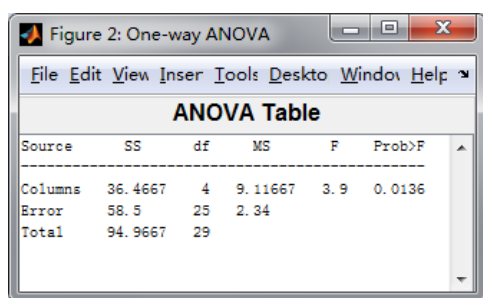 Figure 2: One-way ANOVA
File Edit View Inser Tools Deskto Window Help
ANOVA Table
Source SS df MS F Prob>F
Columns 36.4667 4 9.11667 3.9 0.0136
Error 58.5 25 2.34
Total 94.9667 29